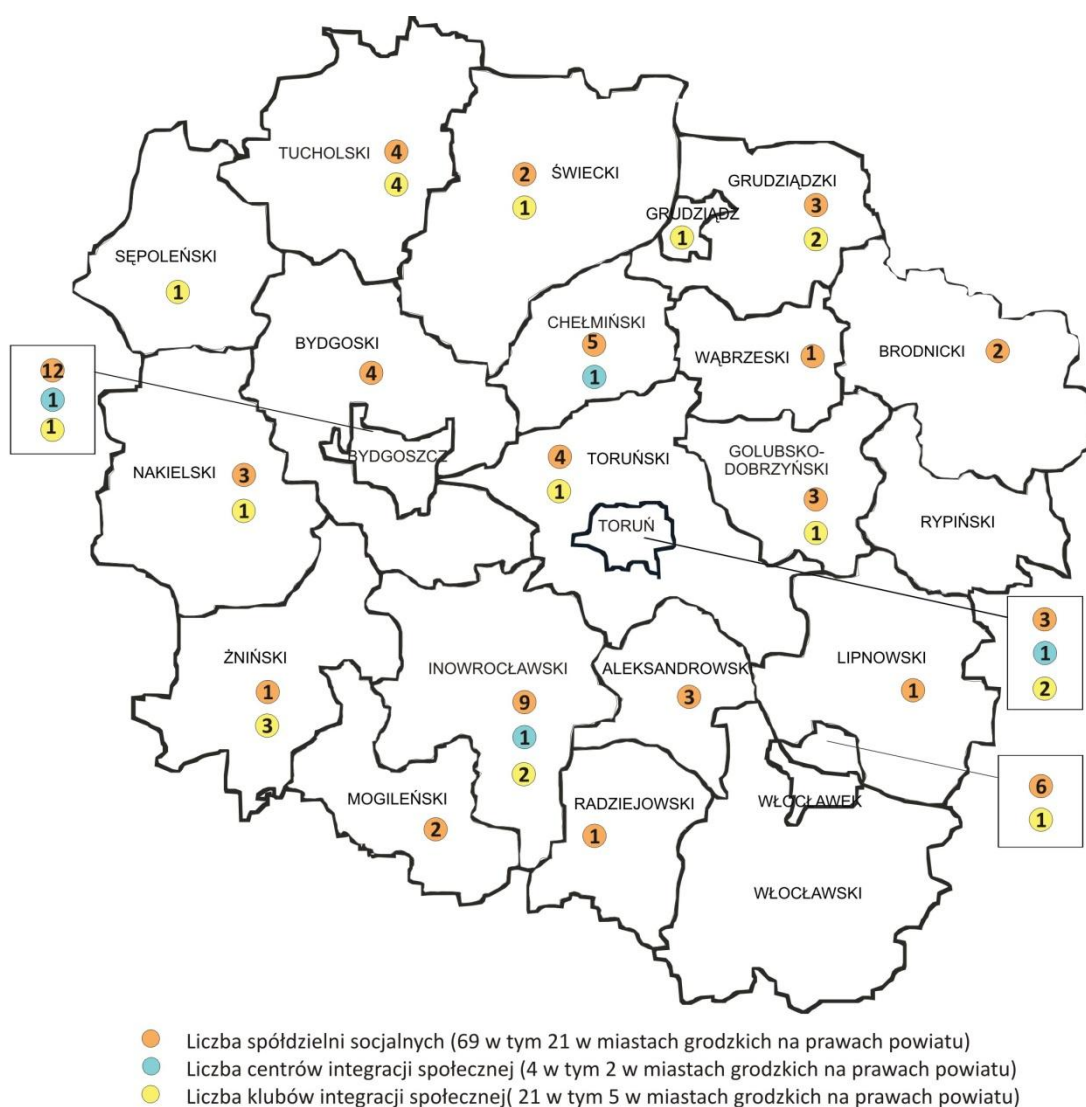 TUCHOLSKI
4
4
2
ŚWIECKI
1
GRUDZIĄDZKI
3
2
GRUDZIĄDZ
1
SĘPOLEŃSKI
1
BYDGOSKI
4
CHEŁMIŃSKI
5
1
WĄBRZESKI
1
BRODNICKI
2
12
1
1
BYDGOSZCZ
NAKIELSKI
3
1
4
TORUŃSKI
1
GOLUBSKO-
DOBRZYŃSKI
3
1
RYPIŃSKI
TORUŃ
3
1
2
ŻNIŃSKI
1
3
INOWROCŁAWSKI
9
1
2
ALEKSANDROWSK
3
LIPNOWSKI
1
6
1
MOGILEŃSKI
2
RADZIEJOWSKI
1
WŁOCŁAWEK
WŁOCŁAWSKI
Liczba spółdzielni socjalnych (69 w tym 21 w miastach grodzkich na prawach powiatu)
Liczba centrów integracji społecznej (4 w tym 2 w miastach grodzkich na prawach powiatu)
Liczba klubów integracji społecznej( 21 w tym 5 w miastach grodzkich na prawach powiatu)